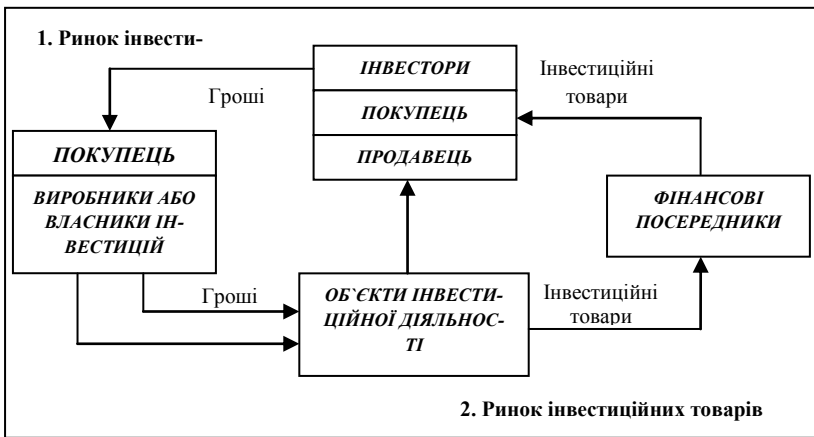 1. Ринок інвести-
ІНВЕСТОРИ
ПОКУПЕЦЬ
ПРОДАВЕЦЬ
Гроші
Інвестиційні
товари
ПОКУПЕЦЬ
ВИРОБНИКИ АБО
ВЛАСНИКИ ІН-
ВЕСТИЦІЙ
ФІНАНСОВІ
ПОСЕРЕДНИКИ
Гроші
ОБ`ЄКТИ ІНВЕСТИ-
ЦІЙНОЇ ДІЯЛЬНОС-
ТІ
Інвестиційні
товари
2. Ринок інвестиційних товарів